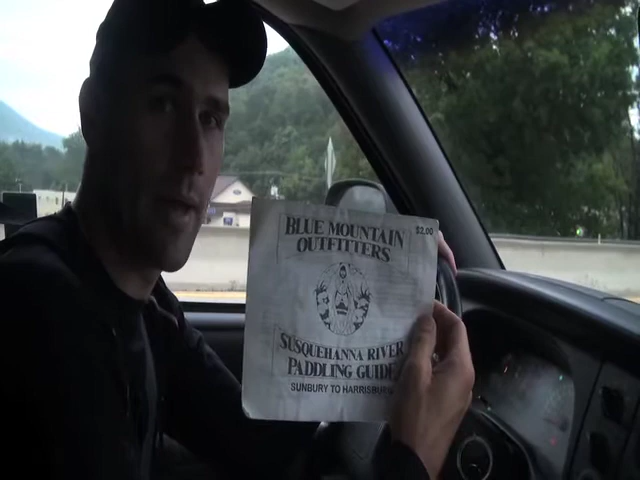 BLUE MOUNTAIN $2.00
OUTFITTERS
SUSQUEHANNA RIVER
PADDLING GUIDE
SUNBURY TO HARRISBURG